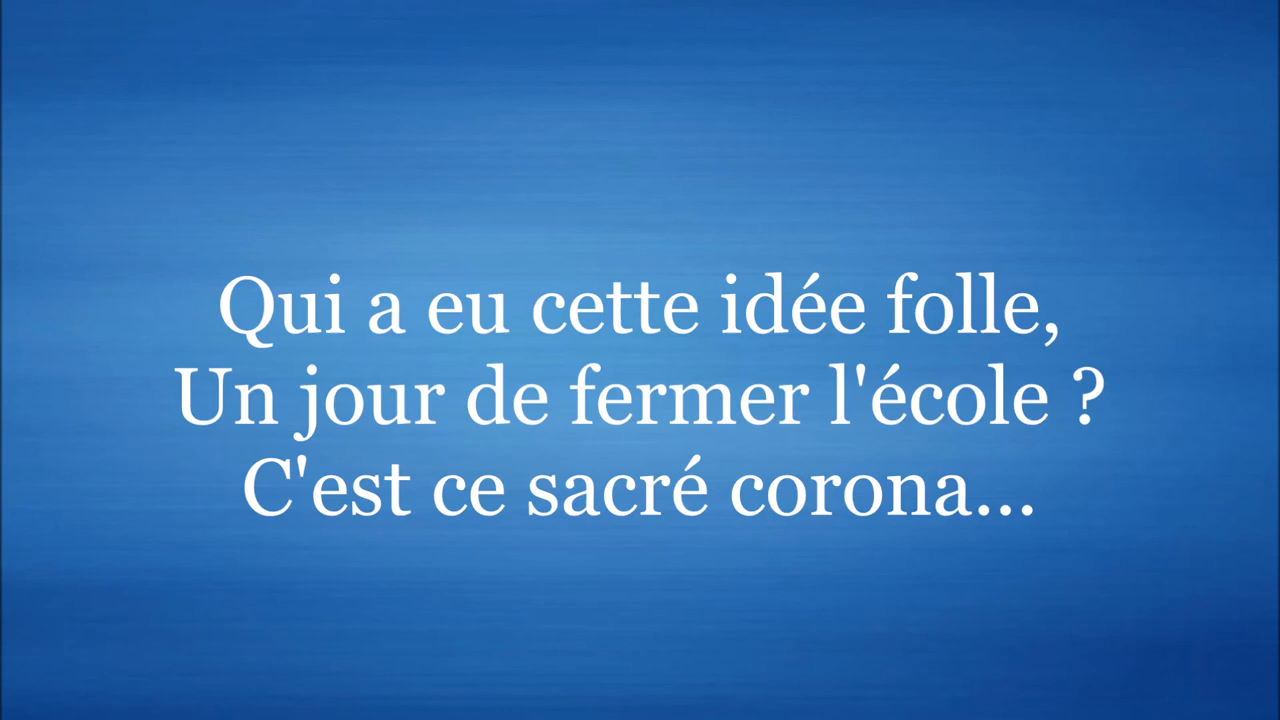 Qui a eu cette idée folle,
Un jour de fermer l'école ?
C'est ce sacré corona...